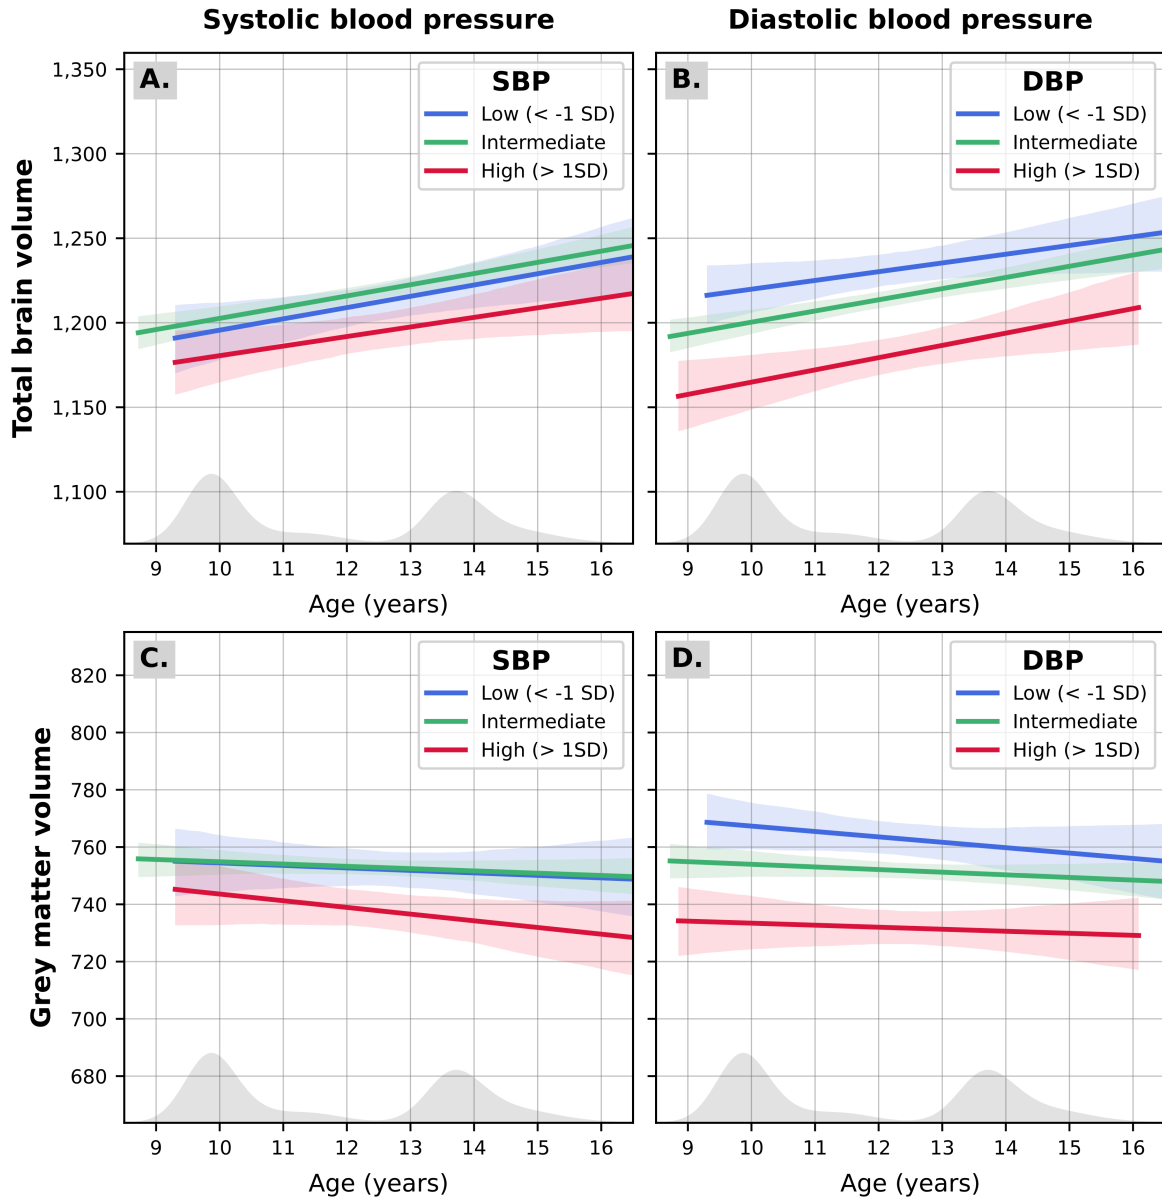 Systolic blood pressure
Diastolic blood pressure
Total brain volume
A.
SBP
Low (< -1 SD)
Intermediate
High (> 1SD)
1,350
1,300
1,250
1,200
1,150
1,100
9 10 11 12 13 14 15 16
Age (years)
B.
DBP
Low (< -1 SD)
Intermediate
High (> 1SD)
9 10 11 12 13 14 15 16
Age (years)
Grey matter volume
C.
SBP
Low (< -1 SD)
Intermediate
High (> 1SD)
820
800
780
760
740
720
700
680
9 10 11 12 13 14 15 16
Age (years)
D.
DBP
Low (< -1 SD)
Intermediate
High (> 1SD)
9 10 11 12 13 14 15 16
Age (years)